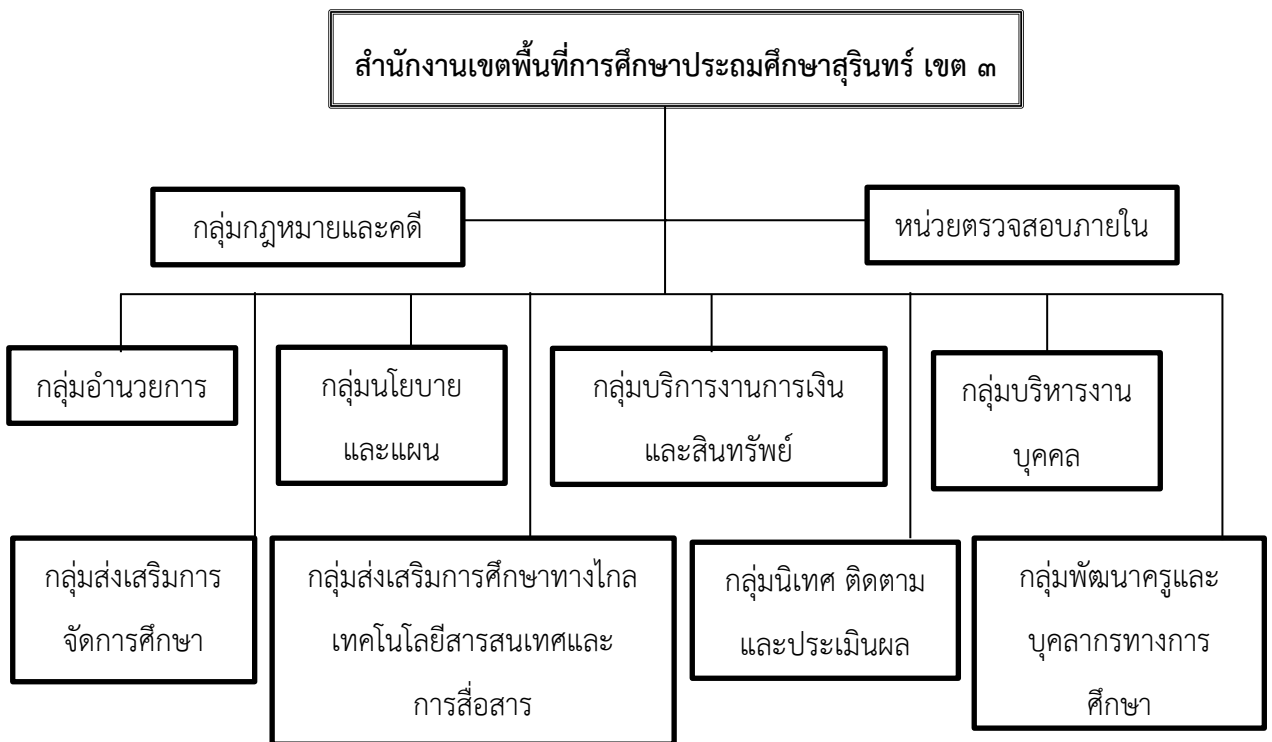 สำนักงานเขตพื้นที่การศึกษาประถมศึกษาสุรินทร์ เขต ๓
กลุ่มกฎหมายและคดี
หน่วยตรวจสอบภายใน
กลุ่มอำนวยการ
กลุ่มนโยบาย
และแผน
กลุ่มบริการงานการเงิน
และสินทรัพย์
กลุ่มบริหารงาน
บุคคล
กลุ่มส่งเสริมการ
จัดการศึกษา
กลุ่มส่งเสริมการศึกษาทางไกล
เทคโนโลยีสารสนเทศและ
การสื่อสาร
กลุ่มนิเทศ ติดตาม
และประเมินผล
กลุ่มพัฒนาครูและ
บุคลากรทางการ
ศึกษา